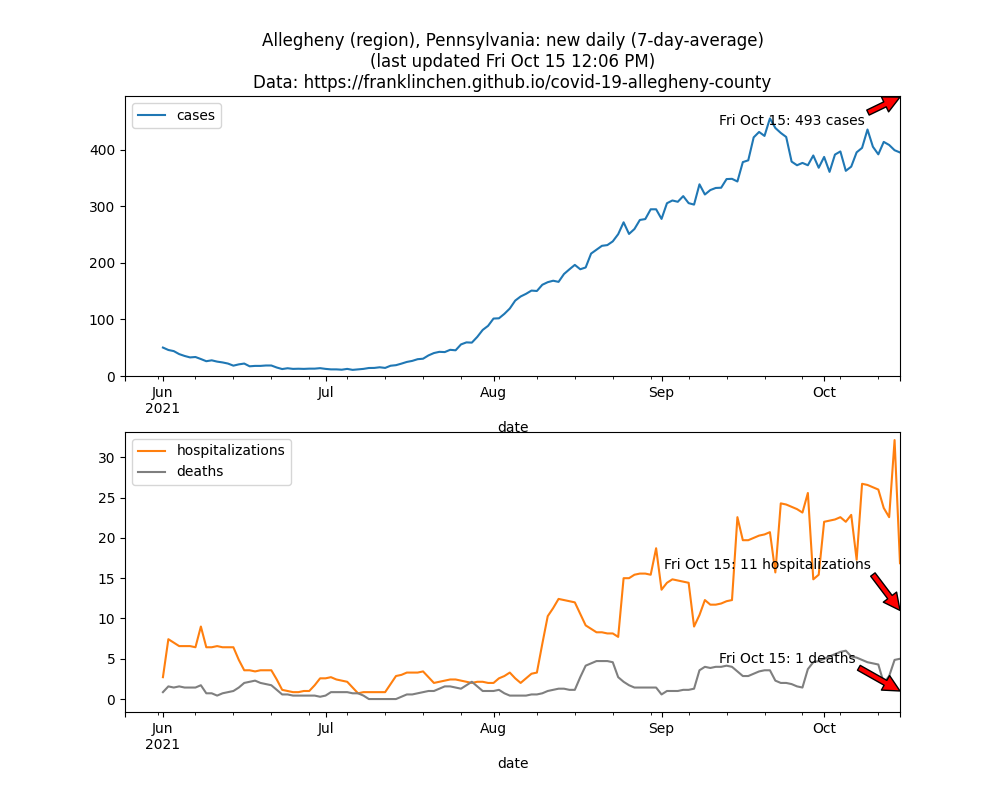 Allegheny (region), Pennsylvania: new daily (7-day-average)
(last updated Fri Oct 15 12:06 PM)
Data: https://franklinchen.github.io/covid-19-allegheny-county
cases
Fri Oct 15: 493 cases
400
300
200
100
0
Jun
2021
Jul
Aug
Sep
Oct
date
hospitalizations
deaths
30
25
20
15
10
5
0
Fri Oct 15: 11 hospitalizations
Fri Oct 15: 1 deaths
Jun
2021
Jul
Aug
Sep
Oct
date